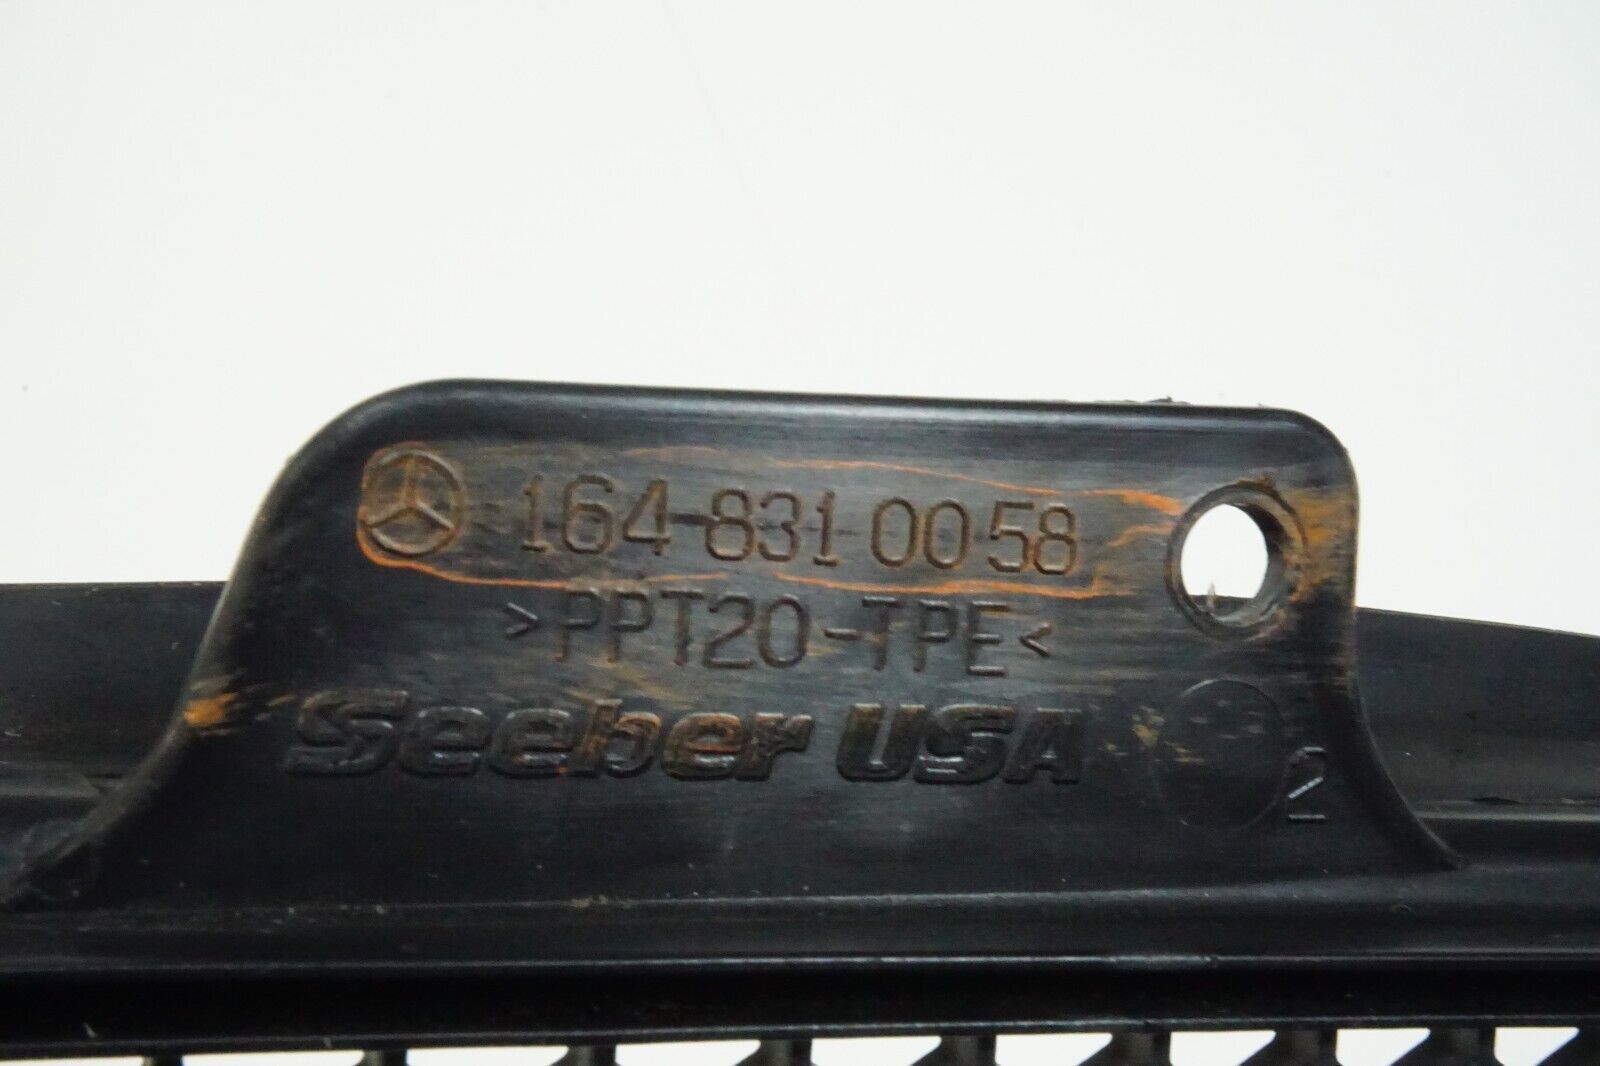 164-831 00 58
>PPT20-TPE<
Seeber USA
2